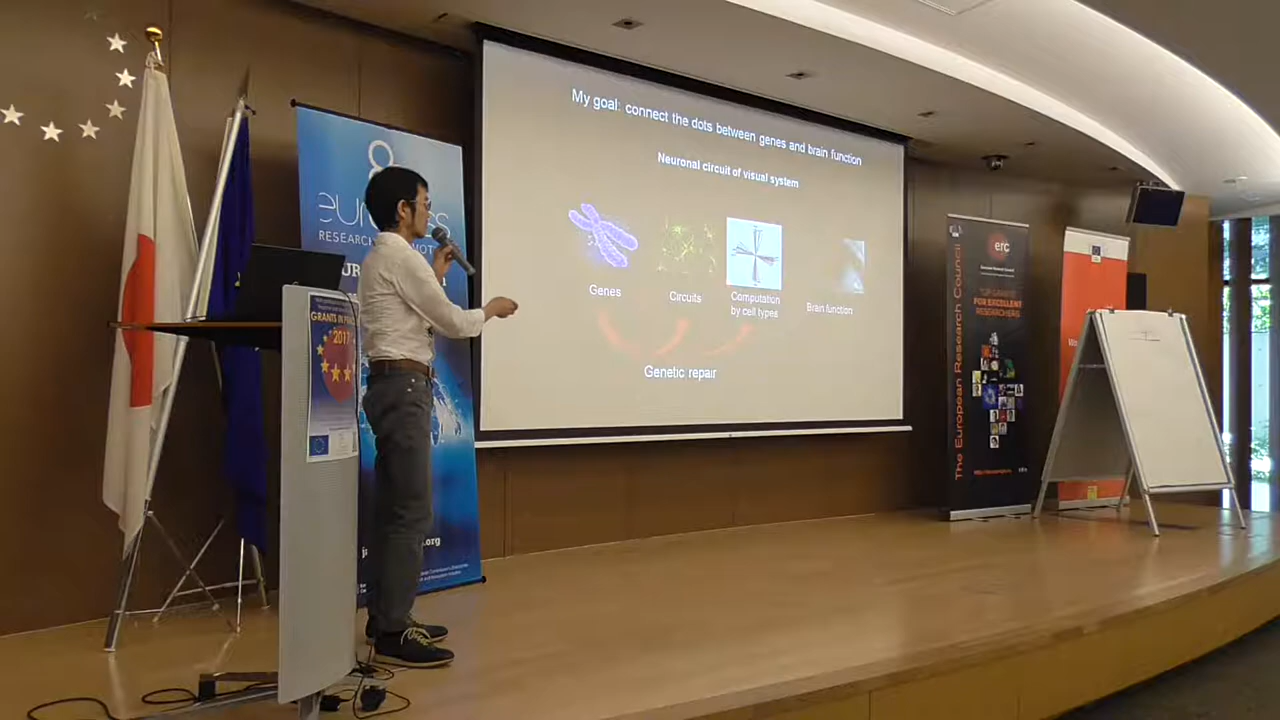 My goal: connect the dots between genes and brain function
Neuronal circuit of visual system
Genes
Circuits
Computation
by cell types
Brain function
Genetic repair
GRANTS IN
2017
RESEARCH
.org
The European Research Council
erc
TOP GRANTS
FOR EXCELLENT
RESEARCHERS